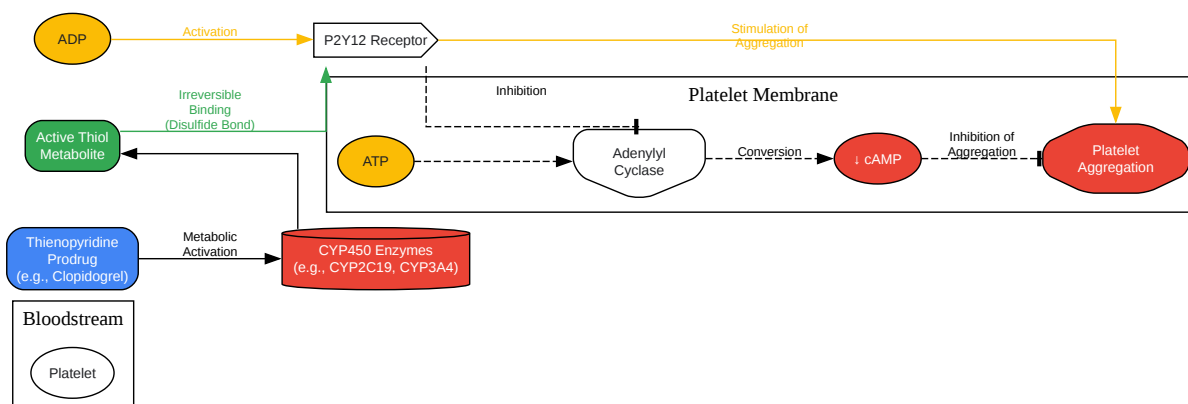 ADP
Activation
P2Y12 Receptor
Stimulation of
Aggregation
Irreversible
Binding
(Disulfide Bond)
Inhibition
Platelet Membrane
Active Thiol
Metabolite
ATP
Adenylyl
Cyclase
Conversion
↓ cAMP
Inhibition of
Aggregation
Platelet
Aggregation
Thienopyridine
Prodrug
(e.g., Clopidogrel)
Metabolic
Activation
CYP450 Enzymes
(e.g., CYP2C19, CYP3A4)
Bloodstream
Platelet